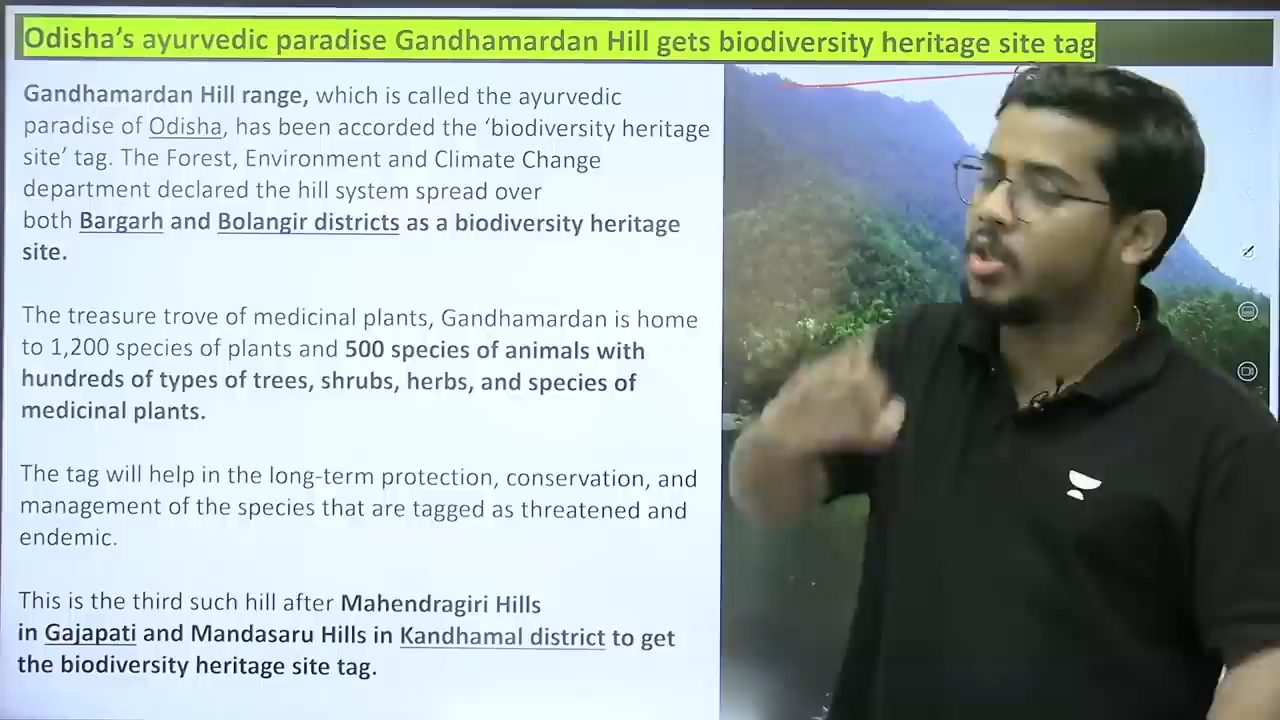 Odisha's ayurvedic paradise Gandhamardan Hill gets biodiversity heritage site tag
Gandhamardan Hill range, which is called the ayurvedic
paradise of Odisha, has been accorded the ‘biodiversity heritage
site’ tag. The Forest, Environment and Climate Change
department declared the hill system spread over
both Bargarh and Bolangir districts as a biodiversity heritage
site.
The treasure trove of medicinal plants, Gandhamardan is home
to 1,200 species of plants and 500 species of animals with
hundreds of types of trees, shrubs, herbs, and species of
medicinal plants.
The tag will help in the long-term protection, conservation, and
management of the species that are tagged as threatened and
endemic.
This is the third such hill after Mahendragiri Hills
in Gajapati and Mandasaru Hills in Kandhamal district to get
the biodiversity heritage site tag.